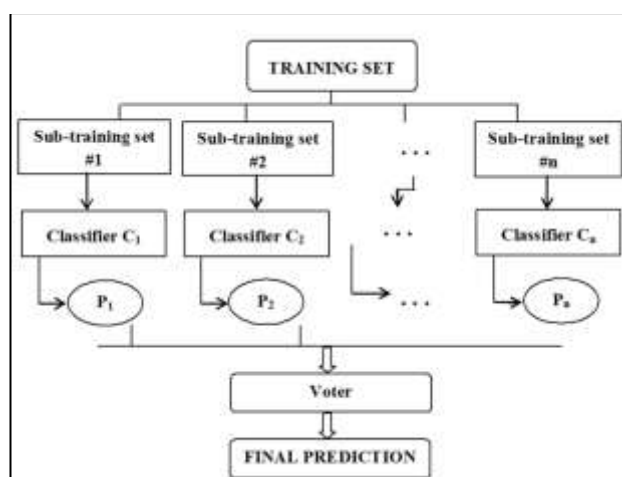 TRAINING SET
Sub-training set
#1
Sub-training set
#2
. . .
Sub-training set
#n
Classifier C₁
Classifier C₂
. . .
Classifier Cₙ
P₁
P₂
. . .
Pₙ
Voter
FINAL PREDICTION